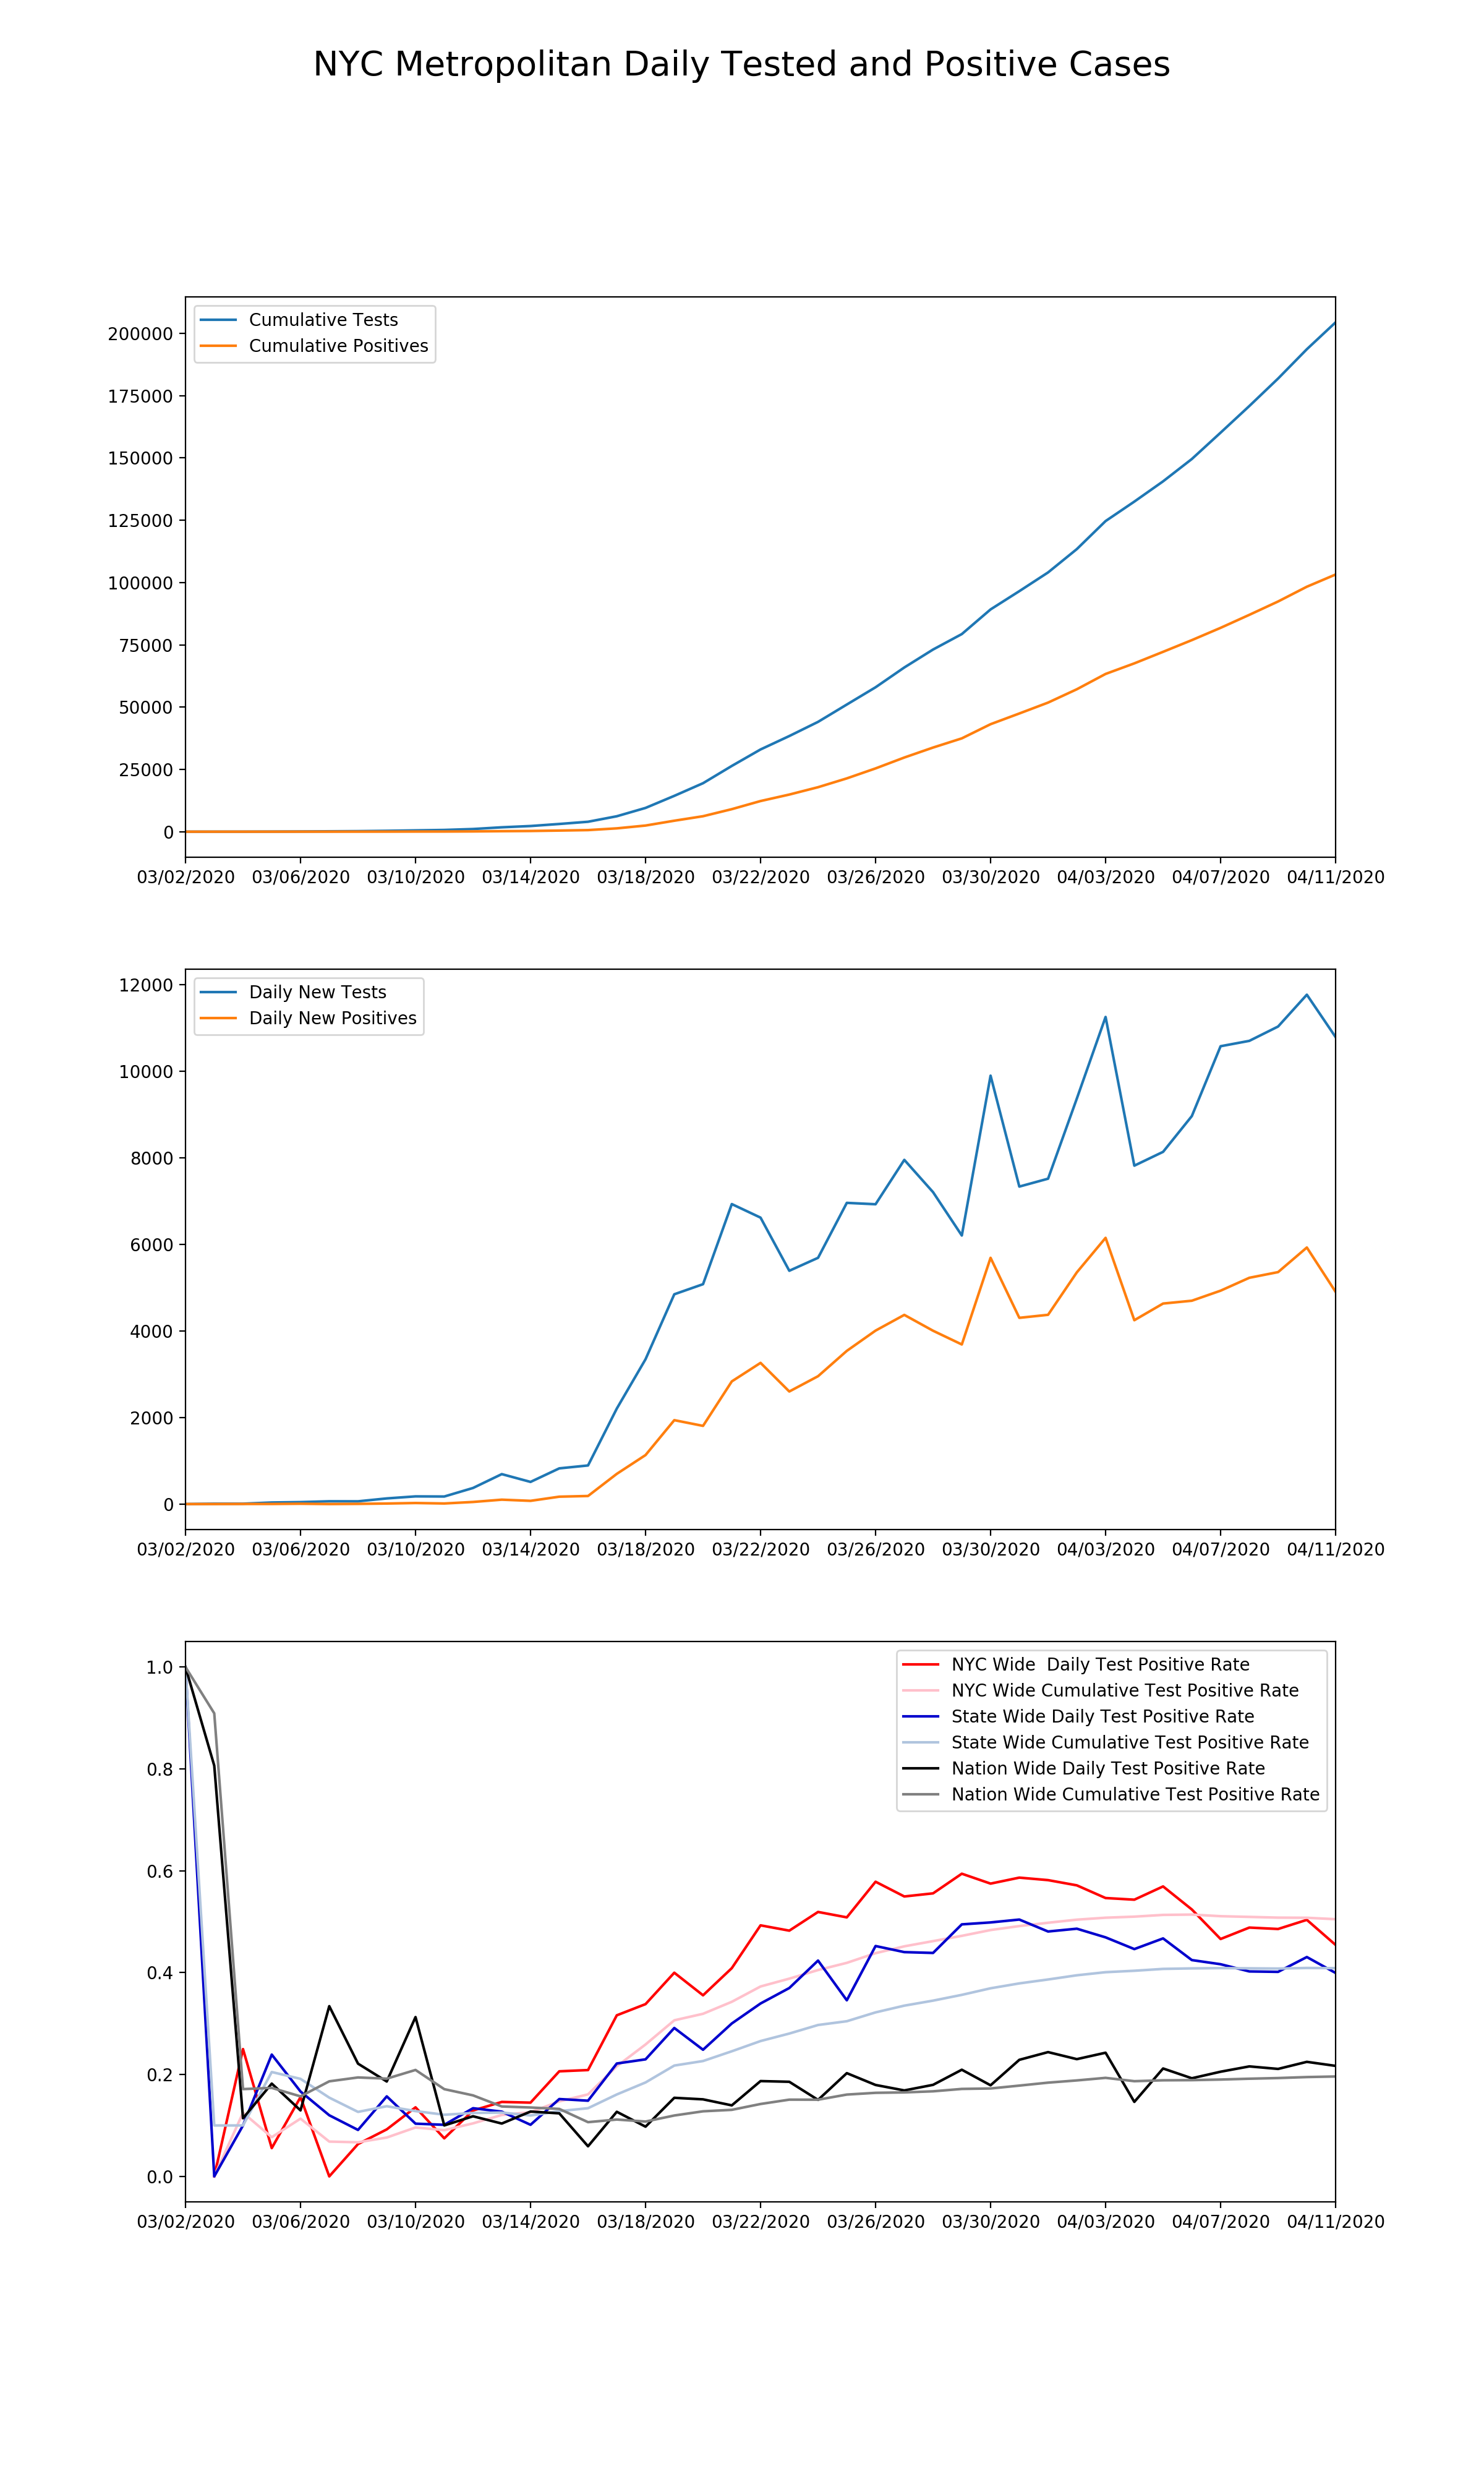 NYC Metropolitan Daily Tested and Positive Cases
Cumulative Tests
Cumulative Positives
200000
175000
150000
125000
100000
75000
50000
25000
0
03/02/2020 03/06/2020 03/10/2020 03/14/2020 03/18/2020 03/22/2020 03/26/2020 03/30/2020 04/03/2020 04/07/2020 04/11/2020
Daily New Tests
Daily New Positives
12000
10000
8000
6000
4000
2000
0
03/02/2020 03/06/2020 03/10/2020 03/14/2020 03/18/2020 03/22/2020 03/26/2020 03/30/2020 04/03/2020 04/07/2020 04/11/2020
NYC Wide  Daily Test Positive Rate
NYC Wide Cumulative Test Positive Rate
State Wide Daily Test Positive Rate
State Wide Cumulative Test Positive Rate
Nation Wide Daily Test Positive Rate
Nation Wide Cumulative Test Positive Rate
1.0
0.8
0.6
0.4
0.2
0.0
03/02/2020 03/06/2020 03/10/2020 03/14/2020 03/18/2020 03/22/2020 03/26/2020 03/30/2020 04/03/2020 04/07/2020 04/11/2020